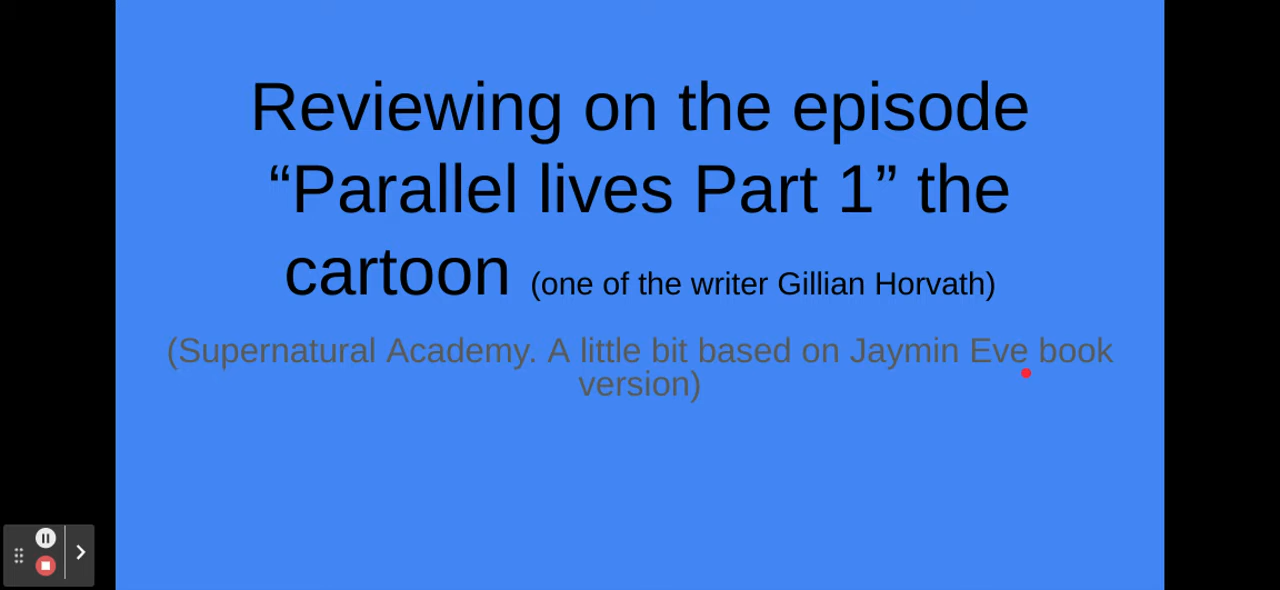 Reviewing on the episode
“Parallel lives Part 1” the
cartoon (one of the writer Gillian Horvath)
(Supernatural Academy. A little bit based on Jaymin Eve book
version)